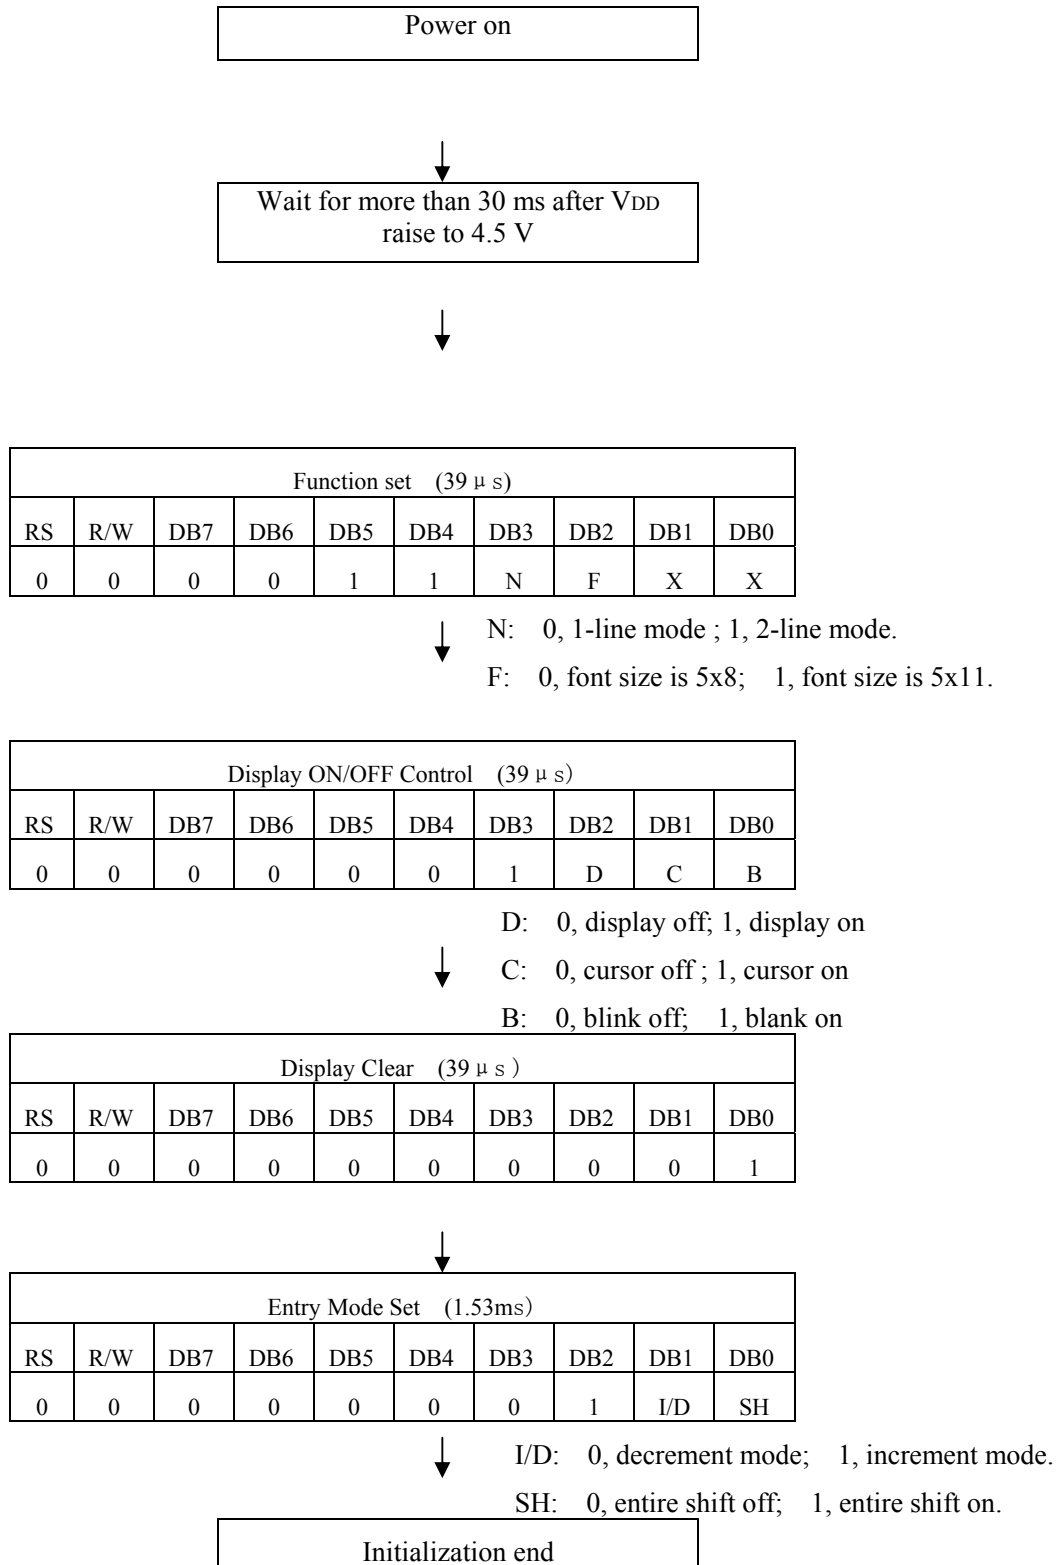 Power on
Wait for more than 30 ms after VDD
raise to 4.5 V
Function set (39μs)
RS R/W DB7 DB6 DB5 DB4 DB3 DB2 DB1 DB0
0 0 0 0 1 1 N F X X
N: 0, 1-line mode ; 1, 2-line mode.
F: 0, font size is 5x8; 1, font size is 5x11.
Display ON/OFF Control (39μs)
RS R/W DB7 DB6 DB5 DB4 DB3 DB2 DB1 DB0
0 0 0 0 0 0 1 D C B
D: 0, display off; 1, display on
C: 0, cursor off ; 1, cursor on
B: 0, blink off; 1, blank on
Display Clear (39μs)
RS R/W DB7 DB6 DB5 DB4 DB3 DB2 DB1 DB0
0 0 0 0 0 0 0 0 0 1
Entry Mode Set (1.53ms)
RS R/W DB7 DB6 DB5 DB4 DB3 DB2 DB1 DB0
0 0 0 0 0 0 0 1 I/D SH
I/D: 0, decrement mode; 1, increment mode.
SH: 0, entire shift off; 1, entire shift on.
Initialization end